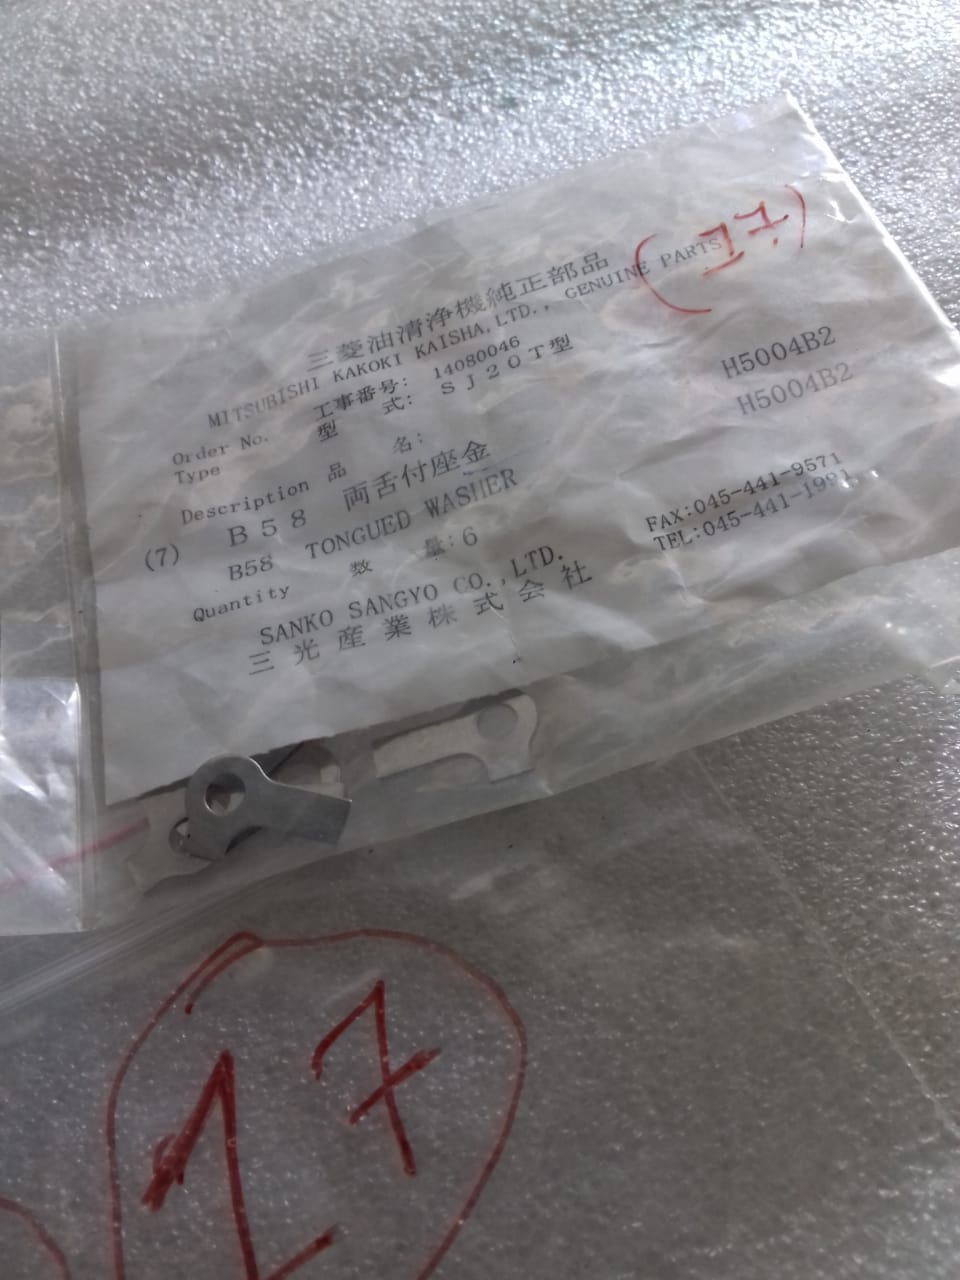 (17)
三菱油清浄機純正部品
MITSUBISHI KAKOKI KAISHA,LTD., GENUINE PARTS
Order No. 工事番号: 14080046
Type 型 式: SJ20T型
H5004B2
H5004B2
Description 品 名:
(7) B58 両舌付座金
B58 TONGUED WASHER
Quantity 数 量: 6
SANKO SANGYO CO.,LTD.
三光産業株式会社
FAX:045-441-9571
TEL:045-441-1991
17